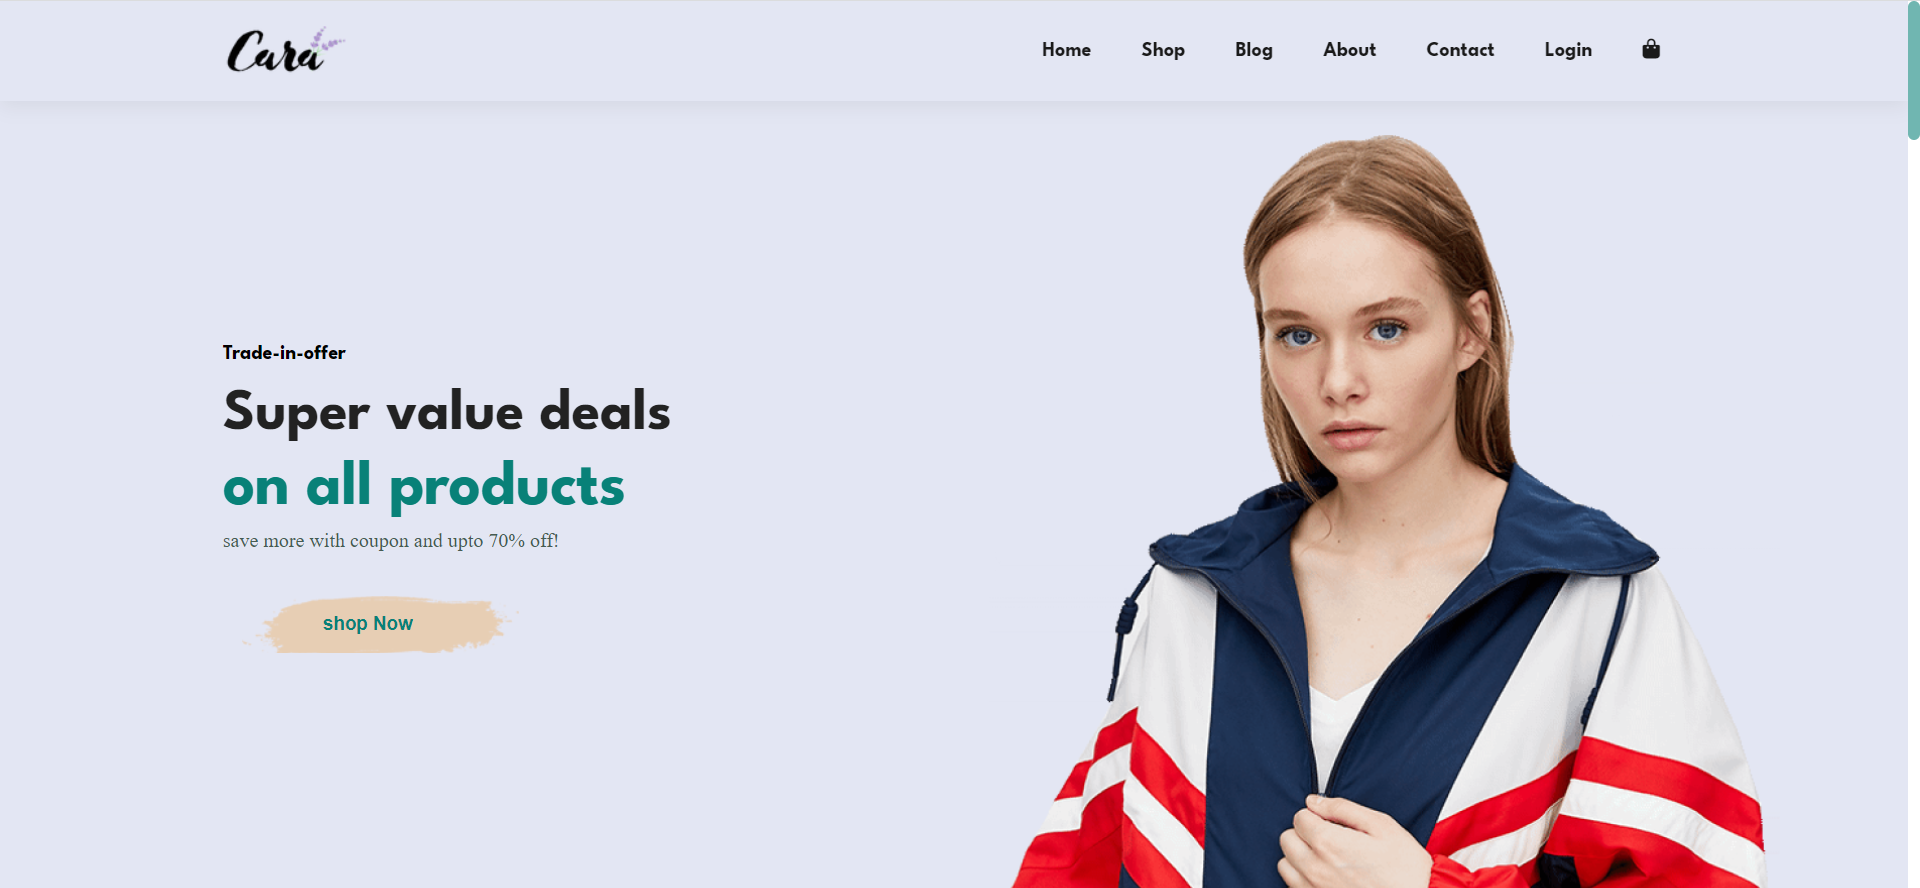 Cara
Home Shop Blog About Contact Login
Trade-in-offer
Super value deals
on all products
save more with coupon and upto 70% off!
shop Now